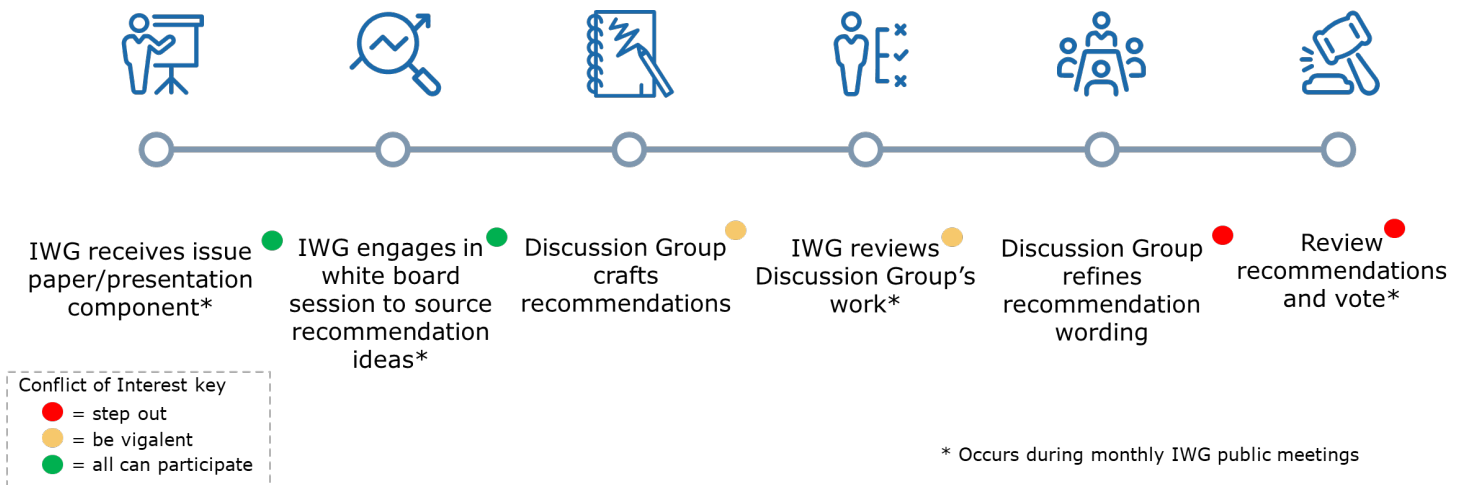 IWG receives issue
paper/presentation
component*
IWG engages in
white board
session to source
recommendation
ideas*
Discussion Group
crafts
recommendations
IWG reviews
Discussion Group’s
work*
Discussion Group
refines
recommendation
wording
Review
recommendations
and vote*
Conflict of Interest key
= step out
= be vigalent
= all can participate
* Occurs during monthly IWG public meetings